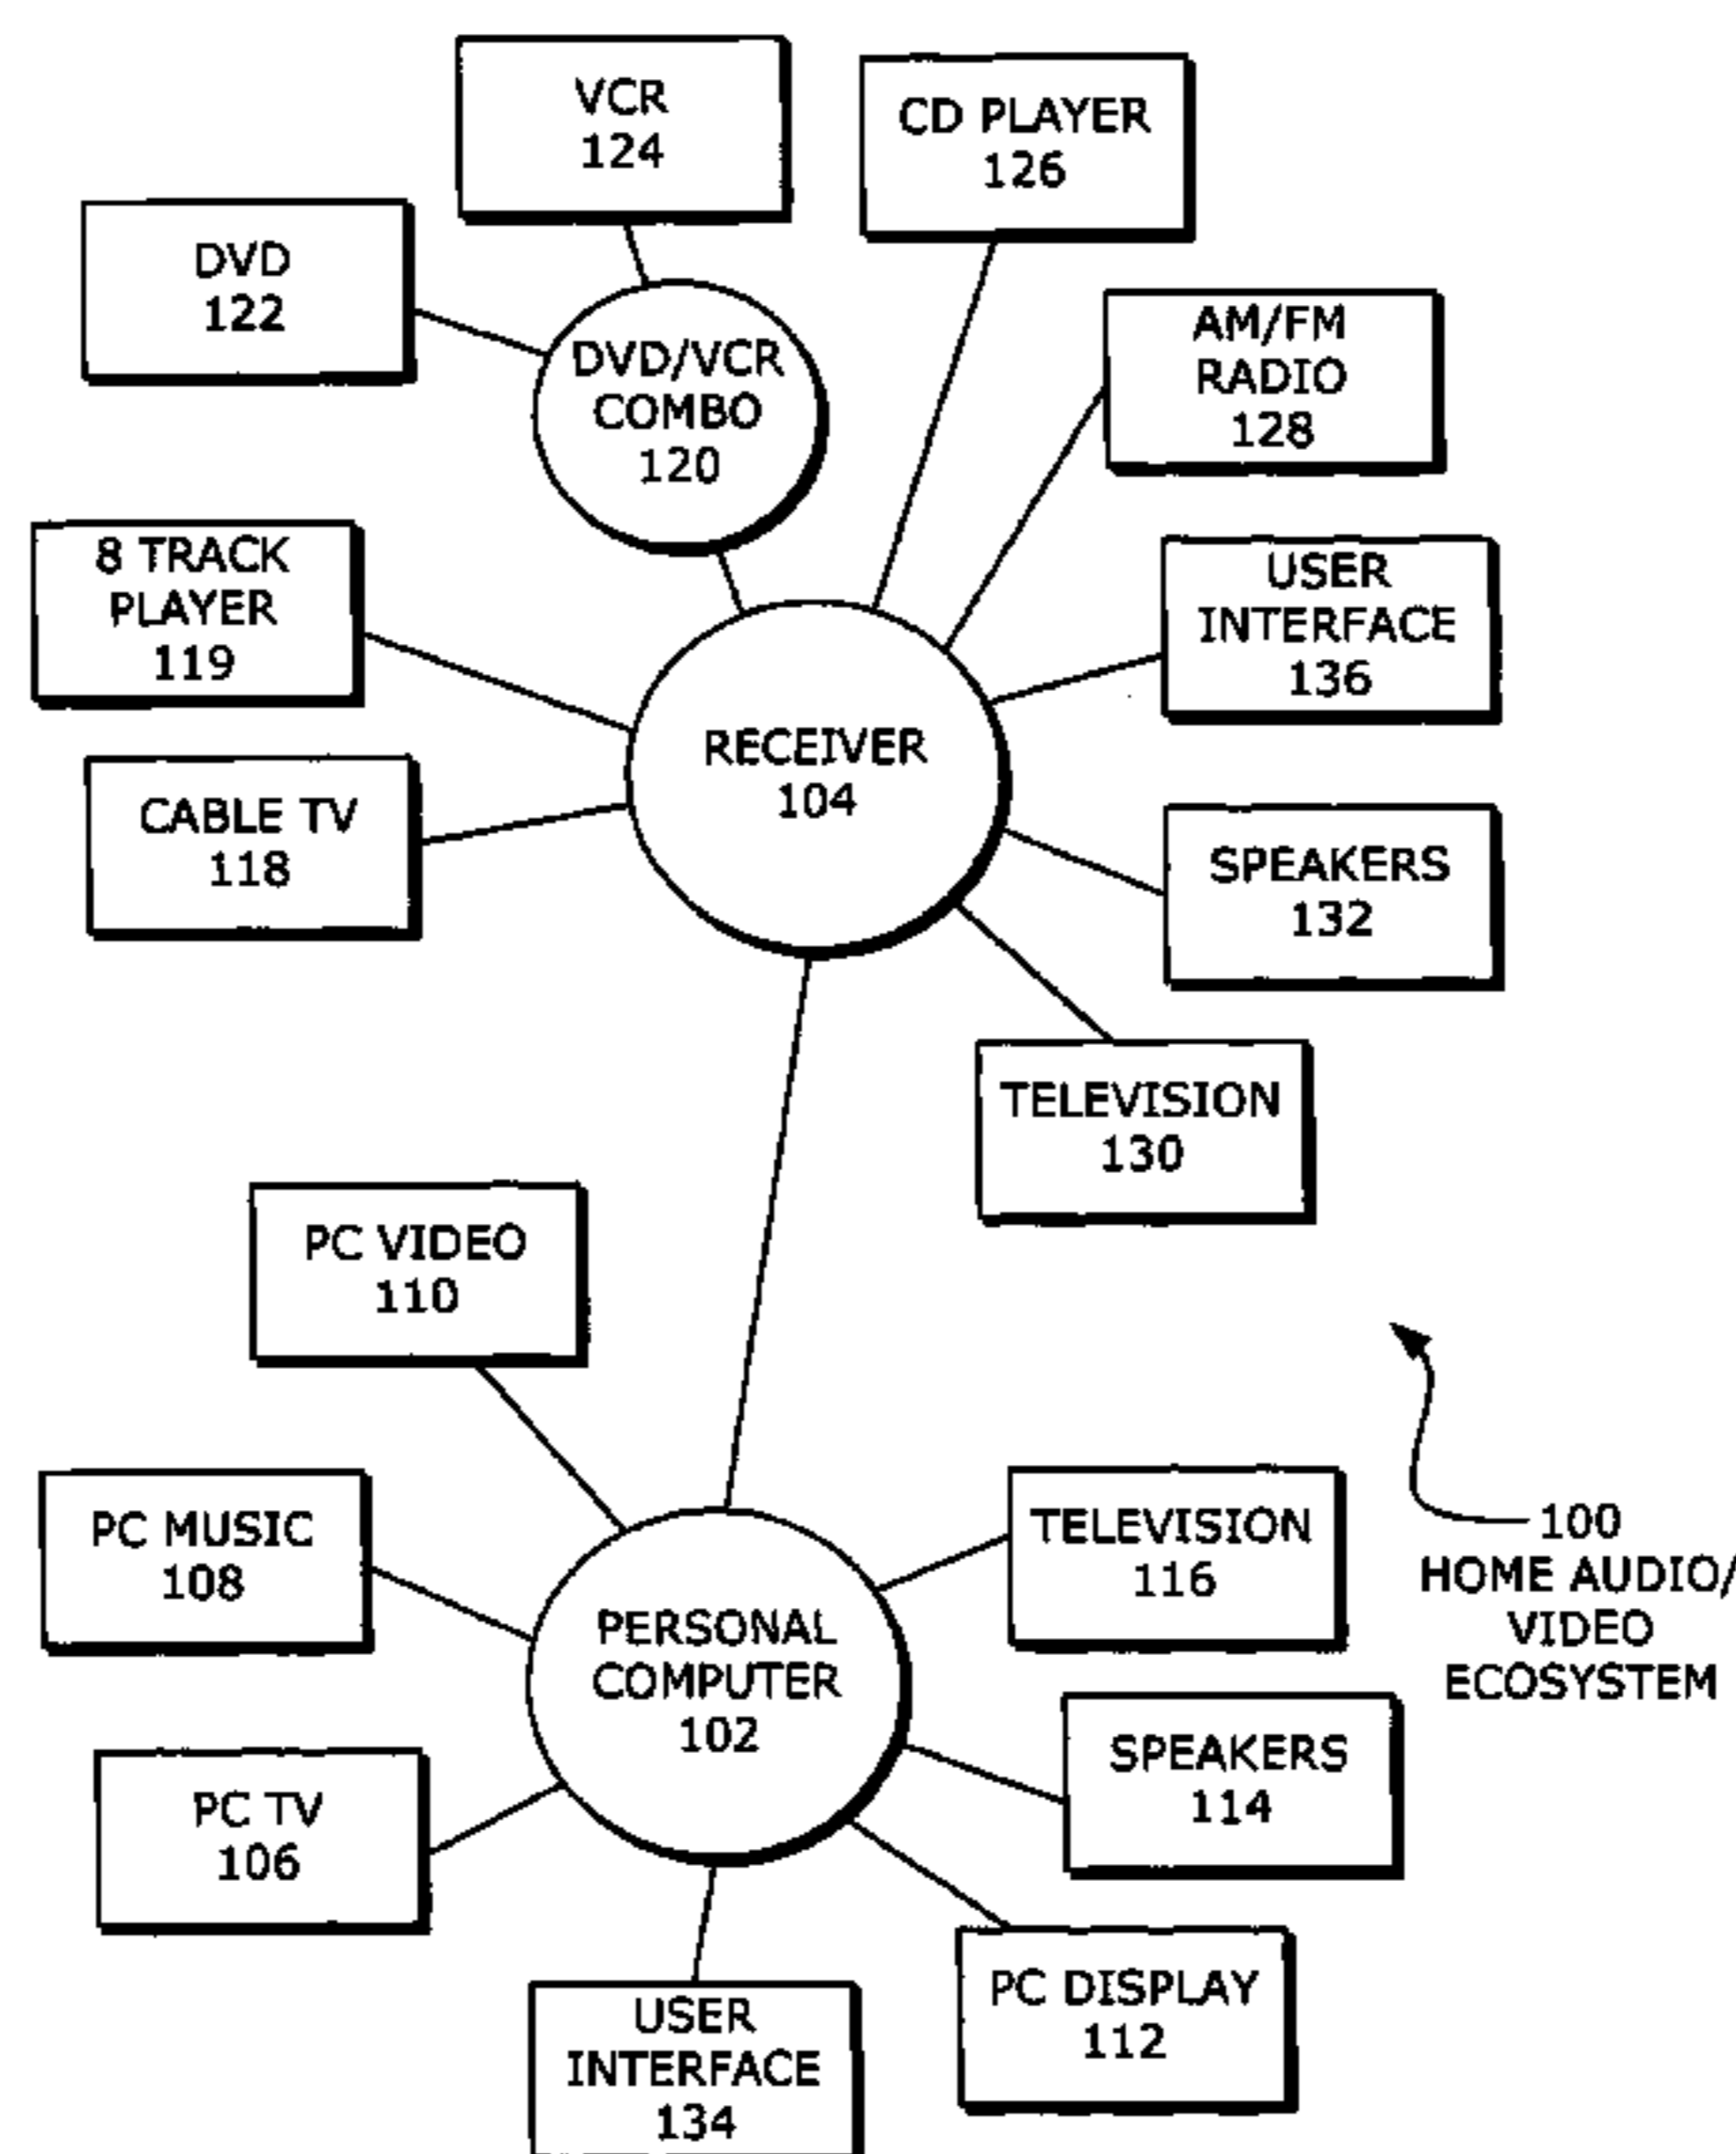 VCR
124
CD PLAYER
126
DVD
122
DVD/VCR
COMBO
120
AM/FM
RADIO
128
8 TRACK
PLAYER
119
USER
INTERFACE
136
RECEIVER
104
CABLE TV
118
SPEAKERS
132
TELEVISION
130
PC VIDEO
110
PC MUSIC
108
TELEVISION
116
100
HOME AUDIO/
VIDEO
ECOSYSTEM
PERSONAL
COMPUTER
102
SPEAKERS
114
PC TV
106
PC DISPLAY
112
USER
INTERFACE
134